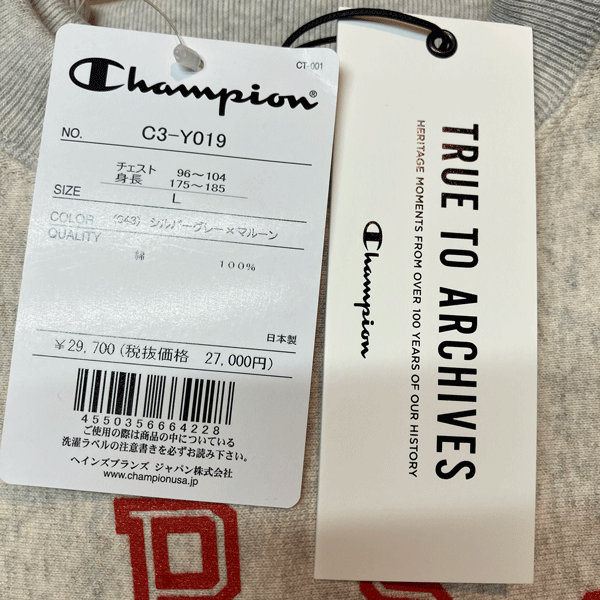 CT-001
Champion®
NO. C3-Y019
チェスト 96〜104
身長 175〜185
SIZE L
COLOR (943) シルバーグレー×マルーン
QUALITY
綿 100%
日本製
¥29,700(税抜価格 27,000円)
4550356664228
ご使用の際は商品の中についている
洗濯ラベルの注意書きを必ずお読み下さい。
ヘインズブランズ ジャパン株式会社
www.championusa.jp
TRUE TO ARCHIVES
HERITAGE MOMENTS FROM OVER 100 YEARS OF OUR HISTORY
Champion
P